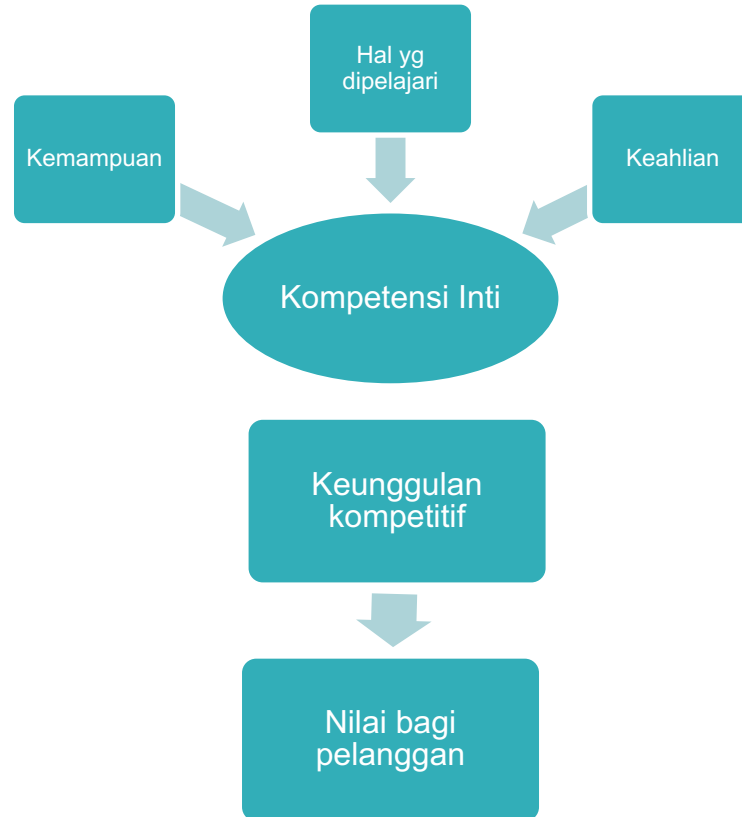 Hal yg
dipelajari
Kemampuan
Keahlian
Kompetensi Inti
Keunggulan
kompetitif
Nilai bagi
pelanggan